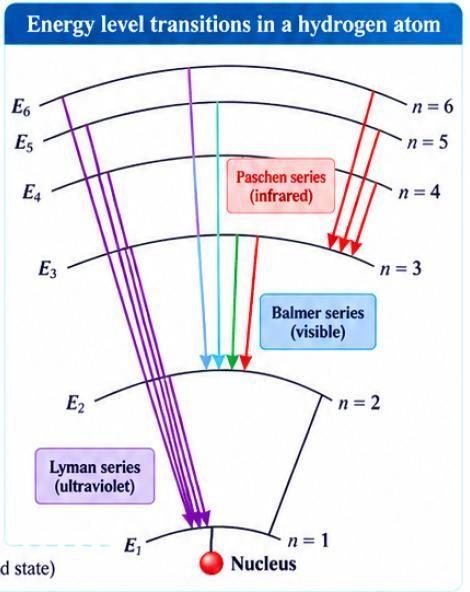 Energy level transitions in a hydrogen atom
E₆
n = 6
E₅
n = 5
E₄
n = 4
Paschen series
(infrared)
E₃
n = 3
Balmer series
(visible)
E₂
n = 2
Lyman series
(ultraviolet)
E₁
n = 1
Nucleus
d state)